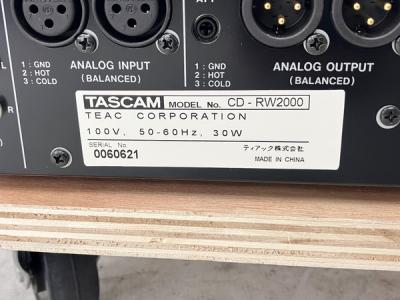 ANALOG INPUT
(BALANCED)
1 : GND
2 : HOT
3 : COLD
ANALOG OUTPUT
(BALANCED)
1 : GND
2 : HOT
3 : COLD
R
TASCAM MODEL No. CD-RW2000
TEAC CORPORATION
100V, 50-60Hz, 30W
SERIAL No
0060621
ティアック株式会社
MADE IN CHINA